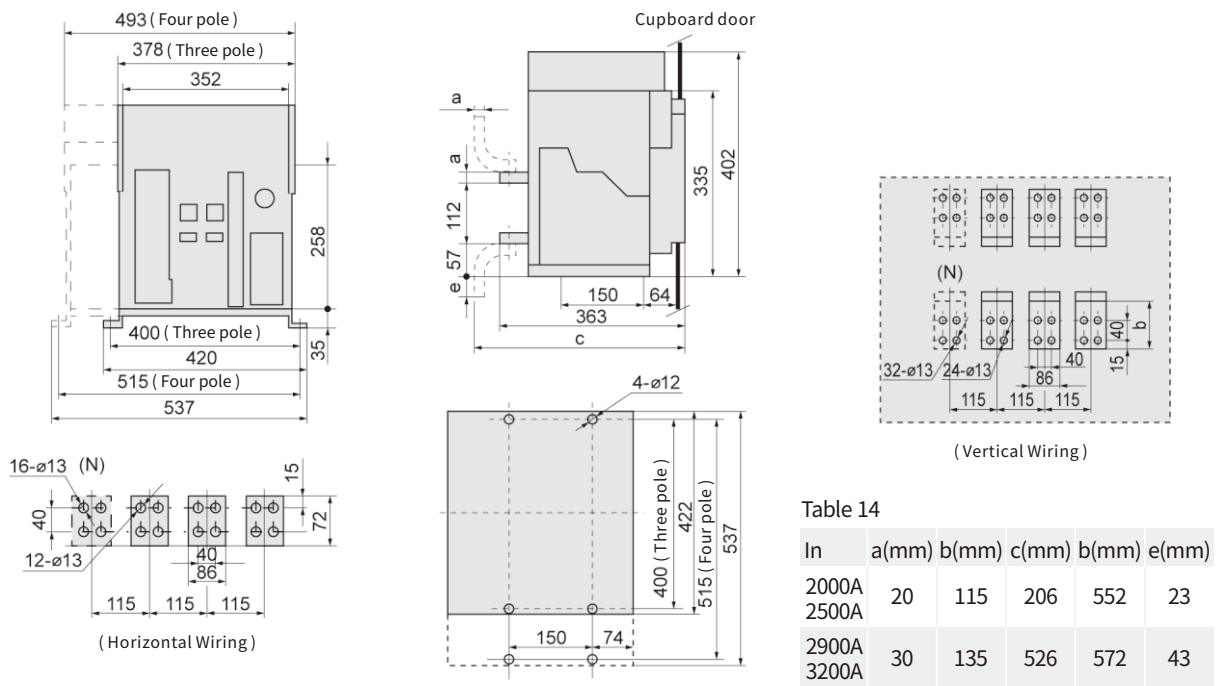 493 ( Four pole )
378 ( Three pole )
352
258
400 ( Three pole )
35
420
515 ( Four pole )
537
Cupboard door
a
a
112
57
e
335
402
150
64
363
c
(N)
40
b
15
32-ø13
24-ø13
40
86
115
115
115
( Vertical Wiring )
16-ø13
(N)
15
40
72
12-ø13
40
86
115
115
115
( Horizontal Wiring )
4-ø12
400 ( Three pole )
422
515 ( Four pole )
537
150
74
Table 14
In a(mm) b(mm) c(mm) b(mm) e(mm)
2000A
2500A
20 115 206 552 23
2900A
3200A
30 135 526 572 43